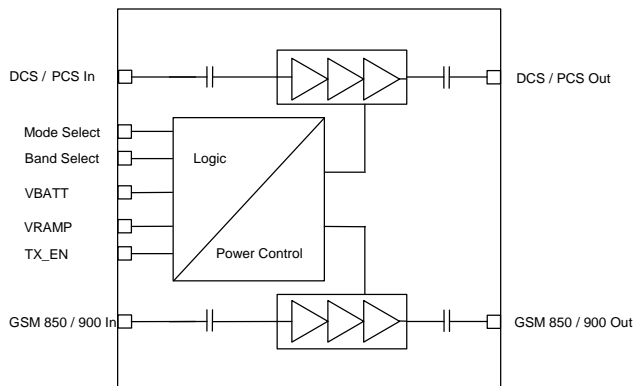 DCS / PCS In
DCS / PCS Out
Mode Select
Band Select
Logic
VBATT
VRAMP
TX_EN
Power Control
GSM 850 / 900 In
GSM 850 / 900 Out